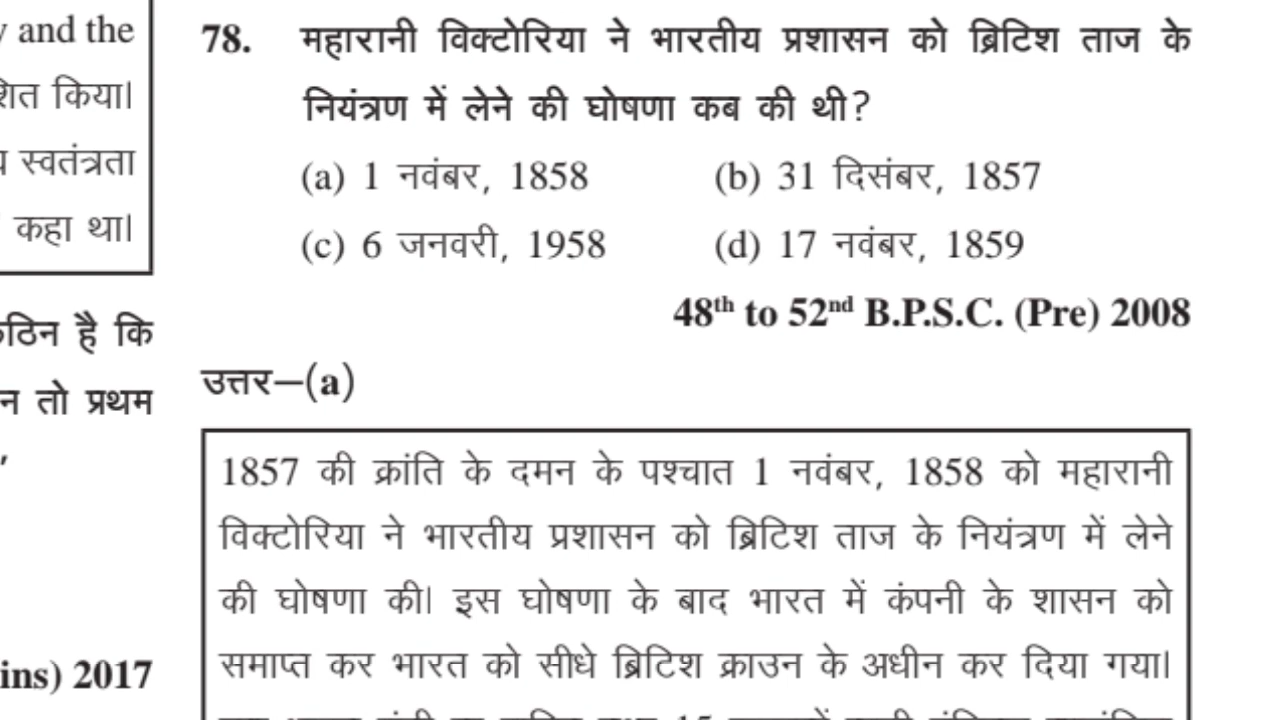 and the
किया।
स्वतंत्रता
कहा था।
है कि
तो प्रथम
ins) 2017
78. महारानी विक्टोरिया ने भारतीय प्रशासन को ब्रिटिश ताज के
नियंत्रण में लेने की घोषणा कब की थी?
(a) 1 नवंबर, 1858 (b) 31 दिसंबर, 1857
(c) 6 जनवरी, 1958 (d) 17 नवंबर, 1859
48th to 52nd B.P.S.C. (Pre) 2008
उत्तर–(a)
1857 की क्रांति के दमन के पश्चात 1 नवंबर, 1858 को महारानी
विक्टोरिया ने भारतीय प्रशासन को ब्रिटिश ताज के नियंत्रण में लेने
की घोषणा की। इस घोषणा के बाद भारत में कंपनी के शासन को
समाप्त कर भारत को सीधे ब्रिटिश क्राउन के अधीन कर दिया गया।